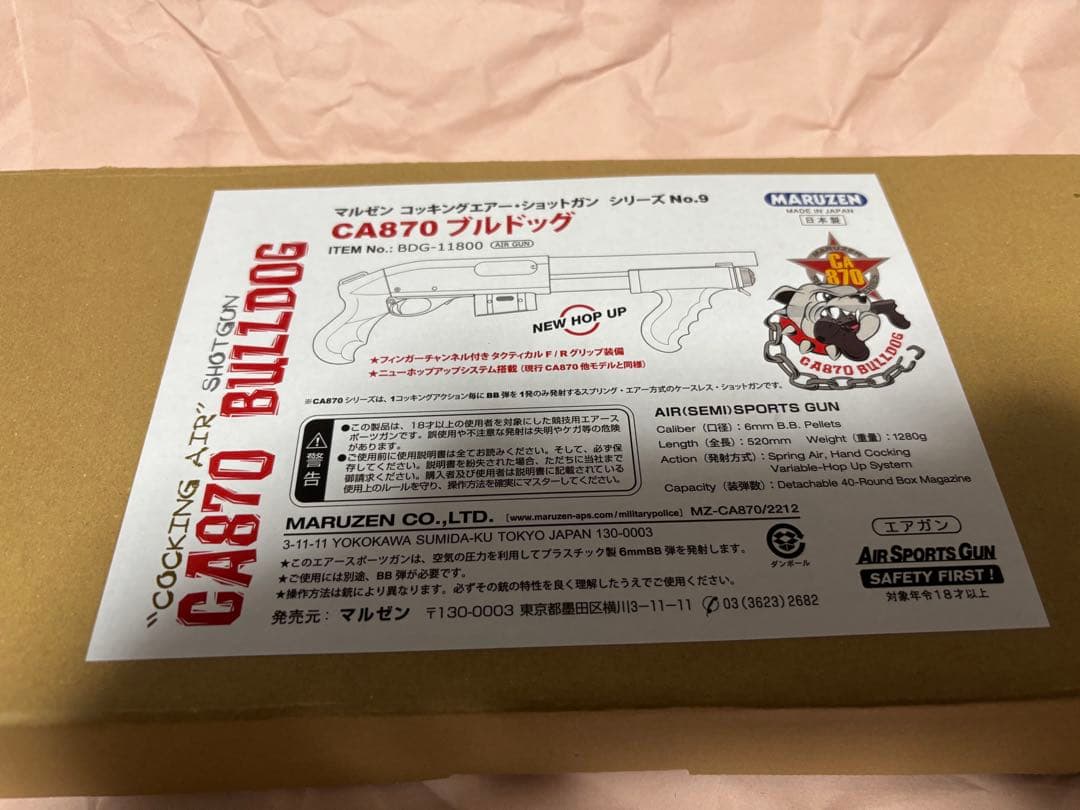 マルゼン コッキングエアー・ショットガン シリーズ No.9
CA870 ブルドッグ
ITEM No.: BDG-11800 AIR GUN
MARUZEN
MADE IN JAPAN
日本製
"COCKING AIR" SHOTGUN
CA870 BULLDOG
NEW HOP UP
CA
870
CA870 BULLDOG
★フィンガーチャンネル付き タクティカル F / R グリップ装備
★ニューホップアップシステム搭載 (現行 CA870 他モデルと同様)
※CA870 シリーズは、1コッキングアクション毎に BB 弾を 1発のみ発射するスプリング・エアー方式のケースレス・ショットガンです。
警告
●この製品は、18才以上の使用者を対象にした競技用エアースポーツガンです。誤使用や不注意な発射は失明やケガ等の危険があります。
●ご使用前に使用説明書は全てお読みください。そして、必ず保存してください。説明書を紛失された場合、ただちに当社まで御請求ください。購入者及び使用者は説明書に記載されている使用上のルールを守り、操作方法を確実にマスターしてください。
AIR(SEMI)SPORTS GUN
Caliber (口径) : 6mm B.B. Pellets
Length (全長) : 520mm Weight (重量) : 1280g
Action (発射方式) : Spring Air, Hand Cocking
Variable-Hop Up System
Capacity (装弾数) : Detachable 40-Round Box Magazine
MARUZEN CO.,LTD. [www.maruzen-aps.com/militarypolice] MZ-CA870/2212
3-11-11 YOKOKAWA SUMIDA-KU TOKYO JAPAN 130-0003
★このエアースポーツガンは、空気の圧力を利用してプラスチック製 6mmBB 弾を発射します。
★ご使用には別途、BB 弾が必要です。
★操作方法は銃により異なります。必ずその銃の特性を良く理解したうえでご使用ください。
ダンボール
エアガン
AIR SPORTS GUN
SAFETY FIRST !
対象年令18才以上
発売元 : マルゼン 〒130-0003 東京都墨田区横川3-11-11 03 (3623) 2682